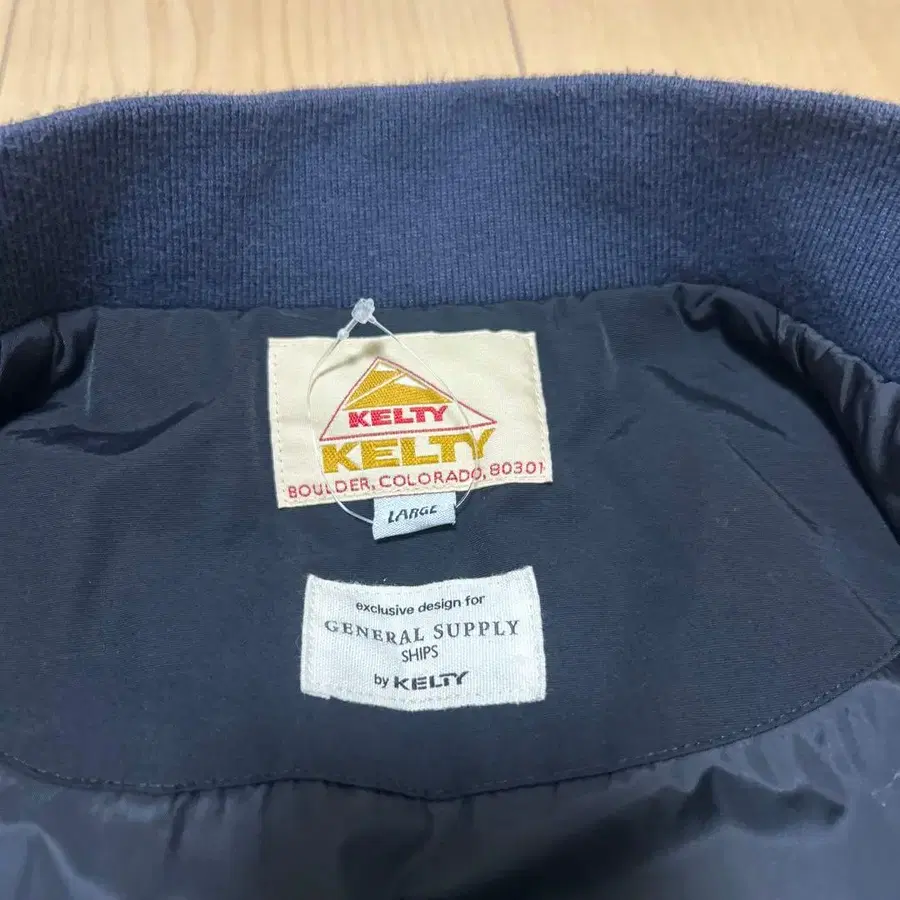 KELTY
KELTY
BOULDER, COLORADO, 80301
LARGE
exclusive design for
GENERAL SUPPLY
SHIPS
by KELTY